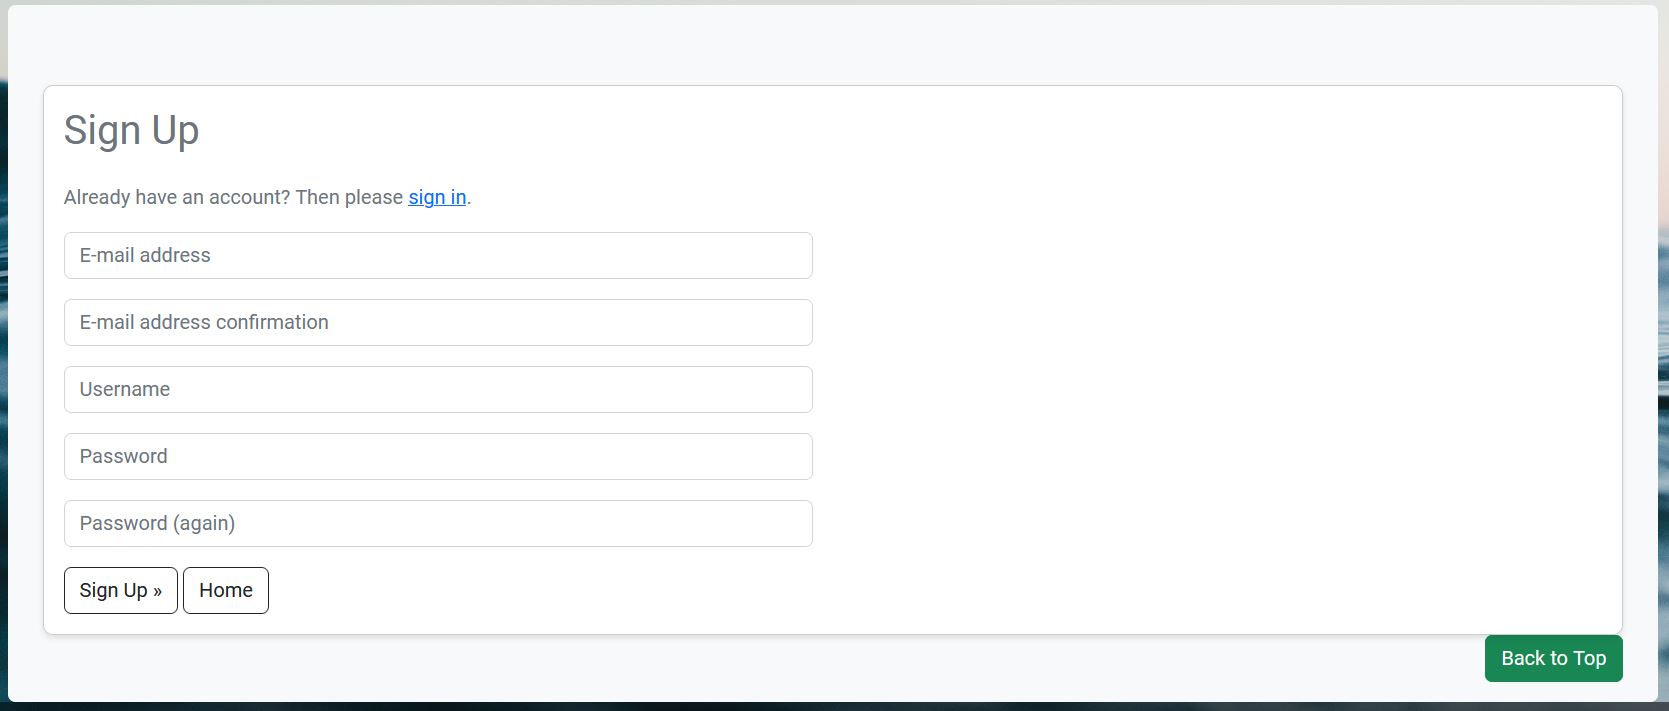 Sign Up
Already have an account? Then please sign in.
E-mail address
E-mail address confirmation
Username
Password
Password (again)
Sign Up » Home
Back to Top